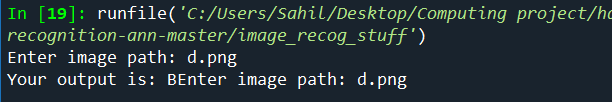 In [19]: runfile('C:/Users/Sahil/Desktop/Computing project/ha
recognition-ann-master/image_recog_stuff')
Enter image path: d.png
Your output is: BEnter image path: d.png